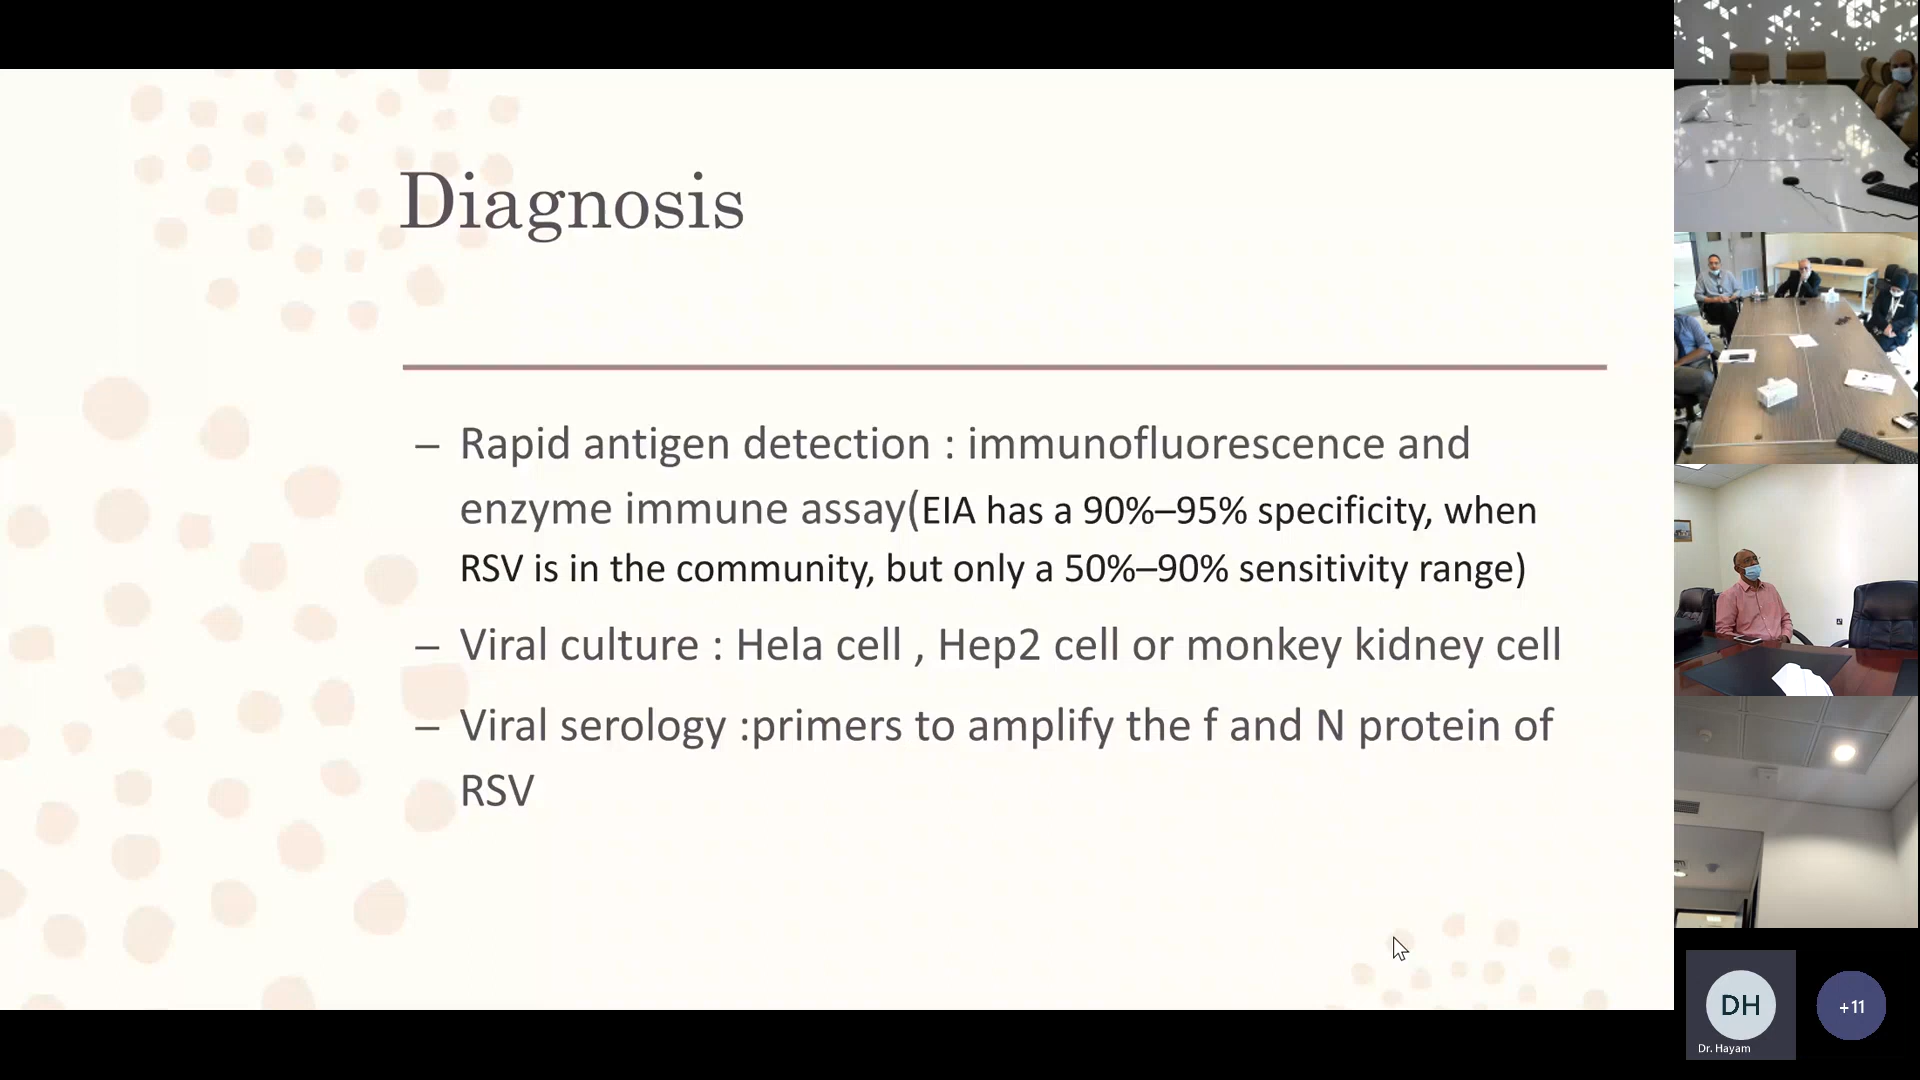 Diagnosis
– Rapid antigen detection : immunofluorescence and
enzyme immune assay(EIA has a 90%–95% specificity, when
RSV is in the community, but only a 50%–90% sensitivity range)
– Viral culture : Hela cell , Hep2 cell or monkey kidney cell
– Viral serology :primers to amplify the f and N protein of
RSV
DH
Dr. Hayam
+11